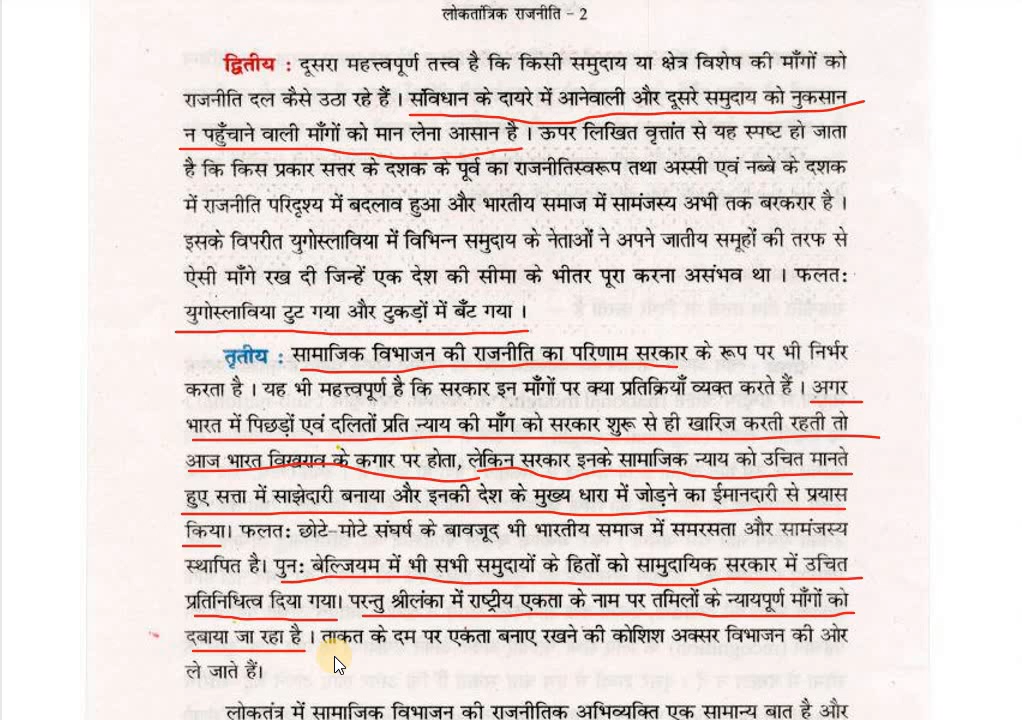 लोकतांत्रिक राजनीति - 2
द्वितीय : दूसरा महत्त्वपूर्ण तत्त्व है कि किसी समुदाय या क्षेत्र विशेष की माँगों को
राजनीति दल कैसे उठा रहे हैं । संविधान के दायरे में आनेवाली और दूसरे समुदाय को नुकसान
न पहुँचाने वाली माँगों को मान लेना आसान है । ऊपर लिखित वृत्तांत से यह स्पष्ट हो जाता
है कि किस प्रकार सत्तर के दशक के पूर्व का राजनीतिस्वरूप तथा अस्सी एवं नब्बे के दशक
में राजनीति परिदृश्य में बदलाव हुआ और भारतीय समाज में सामंजस्य अभी तक बरकरार है ।
इसके विपरीत युगोस्लाविया में विभिन्न समुदाय के नेताओं ने अपने जातीय समूहों की तरफ से
ऐसी माँगे रख दी जिन्हें एक देश की सीमा के भीतर पूरा करना असंभव था । फलत:
युगोस्लाविया टुट गया और टुकड़ों में बँट गया ।
तृतीय : सामाजिक विभाजन की राजनीति का परिणाम सरकार के रूप पर भी निर्भर
करता है । यह भी महत्त्वपूर्ण है कि सरकार इन माँगों पर क्या प्रतिक्रियाँ व्यक्त करते हैं । अगर
भारत में पिछड़ों एवं दलितों प्रति न्याय की माँग को सरकार शुरू से ही खारिज करती रहती तो
आज भारत विखराव के कगार पर होता, लेकिन सरकार इनके सामाजिक न्याय को उचित मानते
हुए सत्ता में साझेदारी बनाया और इनकी देश के मुख्य धारा में जोड़ने का ईमानदारी से प्रयास
किया। फलत: छोटे-मोटे संघर्ष के बावजूद भी भारतीय समाज में समरसता और सामंजस्य
स्थापित है। पुन: बेल्जियम में भी सभी समुदायों के हितों को सामुदायिक सरकार में उचित
प्रतिनिधित्व दिया गया। परन्तु श्रीलंका में राष्ट्रीय एकता के नाम पर तमिलों के न्यायपूर्ण माँगों को
दबाया जा रहा है । ताकत के दम पर एकता बनाए रखने की कोशिश अक्सर विभाजन की ओर
ले जाते हैं।
लोकतंत्र में सामाजिक विभाजन की राजनीतिक अभिव्यक्ति एक सामान्य बात है और